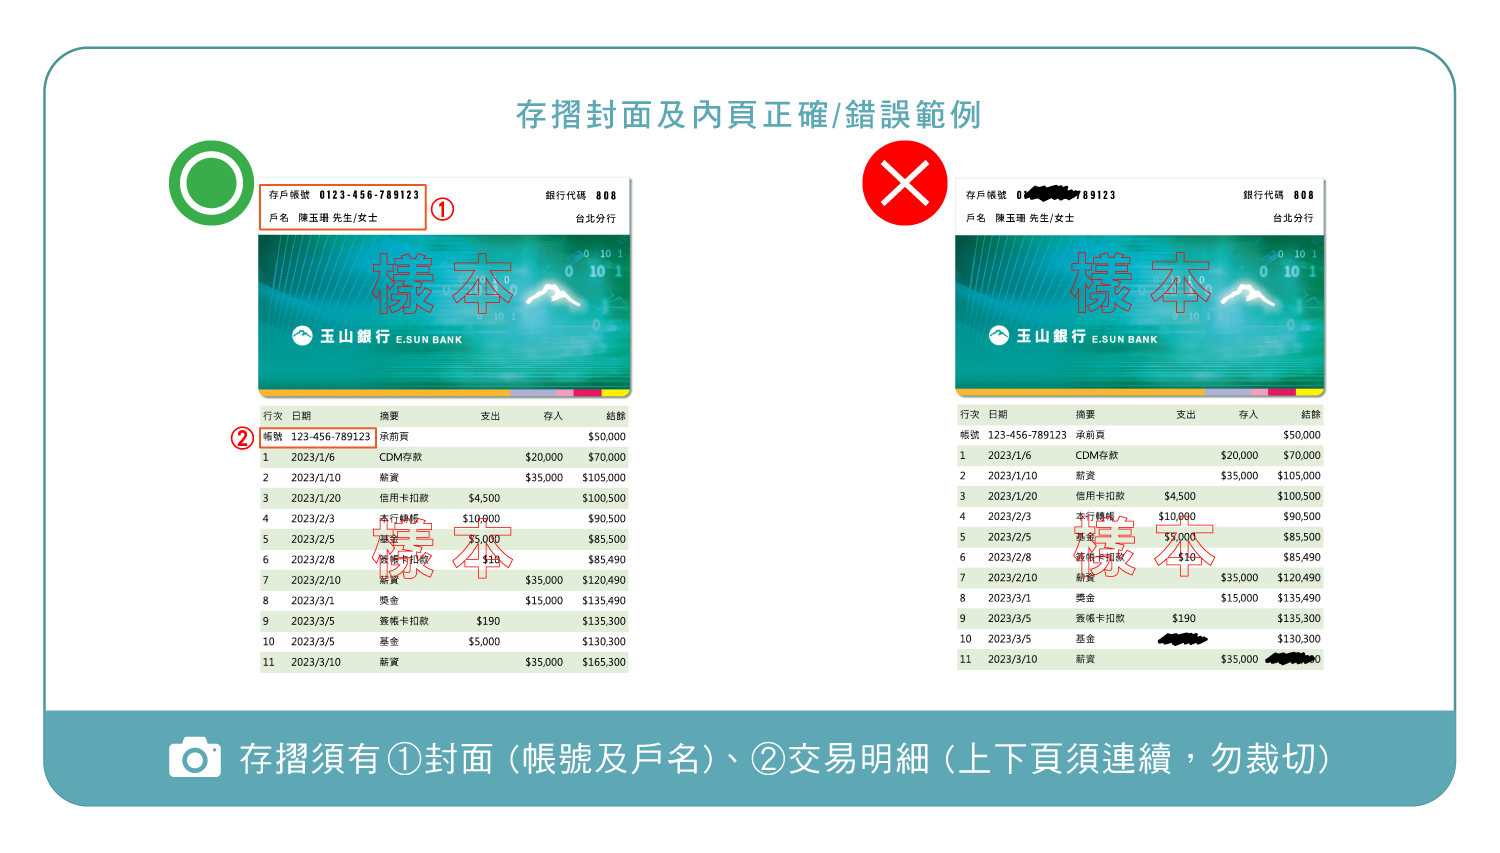 存摺封面及內頁正確/錯誤範例
存戶帳號 0123-456-789123 銀行代碼 808
戶名 陳玉珊 先生/女士 台北分行
①
樣本
0 10 1
0 10 1
玉山銀行 E.SUN BANK
行次 日期 摘要 支出 存入 結餘
② 帳號 123-456-789123 承前頁 $50,000
1 2023/1/6 CDM存款 $20,000 $70,000
2 2023/1/10 薪資 $35,000 $105,000
3 2023/1/20 信用卡扣款 $4,500 $100,500
4 2023/2/3 本行轉帳 $10,000 $90,500
5 2023/2/5 基金 $5,000 $85,500
6 2023/2/8 簽帳卡扣款 $10 $85,490
7 2023/2/10 薪資 $35,000 $120,490
8 2023/3/1 獎金 $15,000 $135,490
9 2023/3/5 簽帳卡扣款 $190 $135,300
10 2023/3/5 基金 $5,000 $130,300
11 2023/3/10 薪資 $35,000 $165,300
樣本
存戶帳號 0 789123 銀行代碼 808
戶名 陳玉珊 先生/女士 台北分行
樣本
0 10 1
0 10 1
玉山銀行 E.SUN BANK
行次 日期 摘要 支出 存入 結餘
帳號 123-456-789123 承前頁 $50,000
1 2023/1/6 CDM存款 $20,000 $70,000
2 2023/1/10 薪資 $35,000 $105,000
3 2023/1/20 信用卡扣款 $4,500 $100,500
4 2023/2/3 本行轉帳 $10,000 $90,500
5 2023/2/5 基金 $5,000 $85,500
6 2023/2/8 簽帳卡扣款 $10 $85,490
7 2023/2/10 薪資 $35,000 $120,490
8 2023/3/1 獎金 $15,000 $135,490
9 2023/3/5 簽帳卡扣款 $190 $135,300
10 2023/3/5 基金 $130,300
11 2023/3/10 薪資 $35,000
樣本
存摺須有①封面(帳號及戶名)、②交易明細(上下頁須連續，勿裁切)